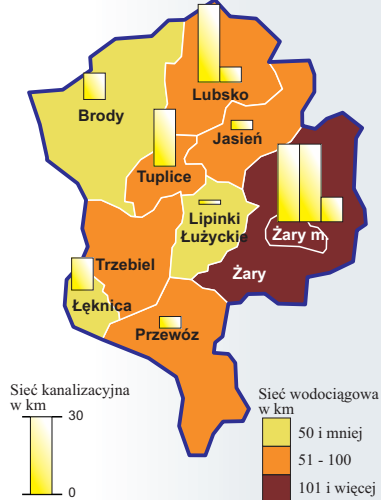 Lubsko
Brody
Jasień
Tuplice
Lipinki
Łużyckie
Żary m.
Trzebiel
Żary
Łęknica
Przewóz
Sieć kanalizacyjna
w km
30
0
Sieć wodociągowa
w km
50 i mniej
51 - 100
101 i więcej